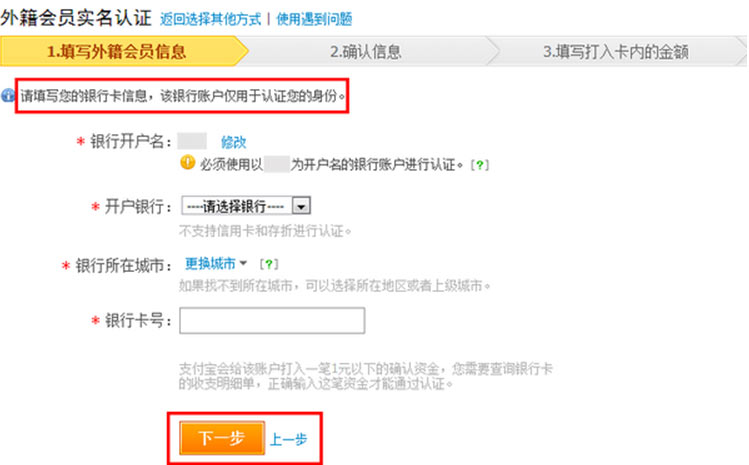 外籍会员实名认证 返回选择其他方式 | 使用遇到问题
1.填写外籍会员信息 2.确认信息 3.填写打入卡内的金额
请填写您的银行卡信息，该银行账户仅用于认证您的身份。
* 银行开户名： 修改
必须使用以 为开户名的银行账户进行认证。[?]
* 开户银行： ----请选择银行----
不支持信用卡和存折进行认证。
* 银行所在城市： 更换城市 [?]
如果找不到所在城市，可以选择所在地区或者上级城市。
* 银行卡号：
支付宝会给该账户打入一笔1元以下的确认资金，您需要查询银行卡
的收支明细单，正确输入这笔资金才能通过认证。
下一步 上一步